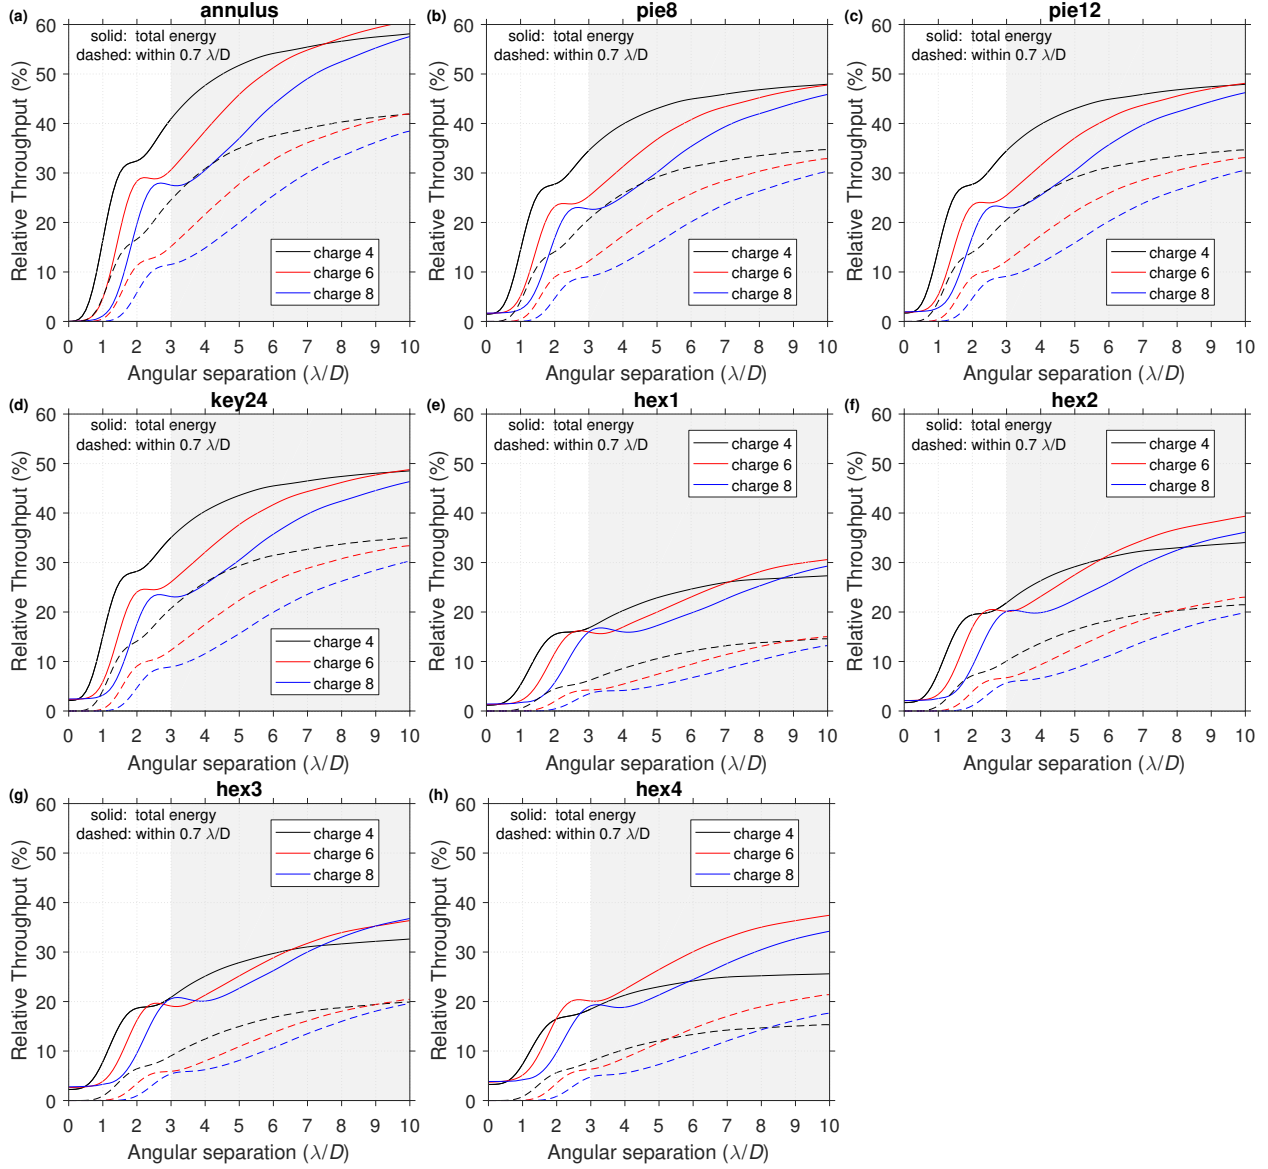 (a) annulus
solid: total energy
dashed: within 0.7 λ/D
60
50
40
30
20
10
0
Relative Throughput (%)
charge 4
charge 6
charge 8
0 1 2 3 4 5 6 7 8 9 10
Angular separation (λ/D)
(b) pie8
solid: total energy
dashed: within 0.7 λ/D
60
50
40
30
20
10
0
Relative Throughput (%)
charge 4
charge 6
charge 8
0 1 2 3 4 5 6 7 8 9 10
Angular separation (λ/D)
(c) pie12
solid: total energy
dashed: within 0.7 λ/D
60
50
40
30
20
10
0
Relative Throughput (%)
charge 4
charge 6
charge 8
0 1 2 3 4 5 6 7 8 9 10
Angular separation (λ/D)
(d) key24
solid: total energy
dashed: within 0.7 λ/D
60
50
40
30
20
10
0
Relative Throughput (%)
charge 4
charge 6
charge 8
0 1 2 3 4 5 6 7 8 9 10
Angular separation (λ/D)
(e) hex1
solid: total energy
dashed: within 0.7 λ/D
60
50
40
30
20
10
0
Relative Throughput (%)
charge 4
charge 6
charge 8
0 1 2 3 4 5 6 7 8 9 10
Angular separation (λ/D)
(f) hex2
solid: total energy
dashed: within 0.7 λ/D
60
50
40
30
20
10
0
Relative Throughput (%)
charge 4
charge 6
charge 8
0 1 2 3 4 5 6 7 8 9 10
Angular separation (λ/D)
(g) hex3
solid: total energy
dashed: within 0.7 λ/D
60
50
40
30
20
10
0
Relative Throughput (%)
charge 4
charge 6
charge 8
0 1 2 3 4 5 6 7 8 9 10
Angular separation (λ/D)
(h) hex4
solid: total energy
dashed: within 0.7 λ/D
60
50
40
30
20
10
0
Relative Throughput (%)
charge 4
charge 6
charge 8
0 1 2 3 4 5 6 7 8 9 10
Angular separation (λ/D)